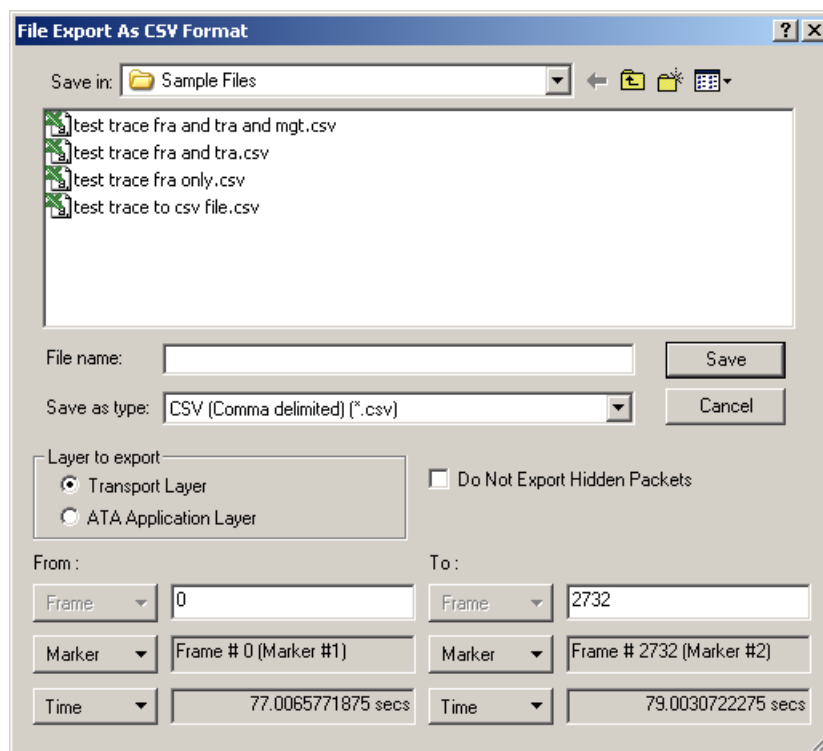 File Export As CSV Format
Save in: Sample Files
test trace fra and tra and mgt.csv
test trace fra and tra.csv
test trace fra only.csv
test trace to csv file.csv
File name: Save
Save as type: CSV (Comma delimited) (*.csv) Cancel
Layer to export
Transport Layer
Do Not Export Hidden Packets
ATA Application Layer
From : To :
Frame 0 Frame 2732
Marker Frame # 0 (Marker #1) Marker Frame # 2732 (Marker #2)
Time 77.0065771875 secs Time 79.0030722275 secs